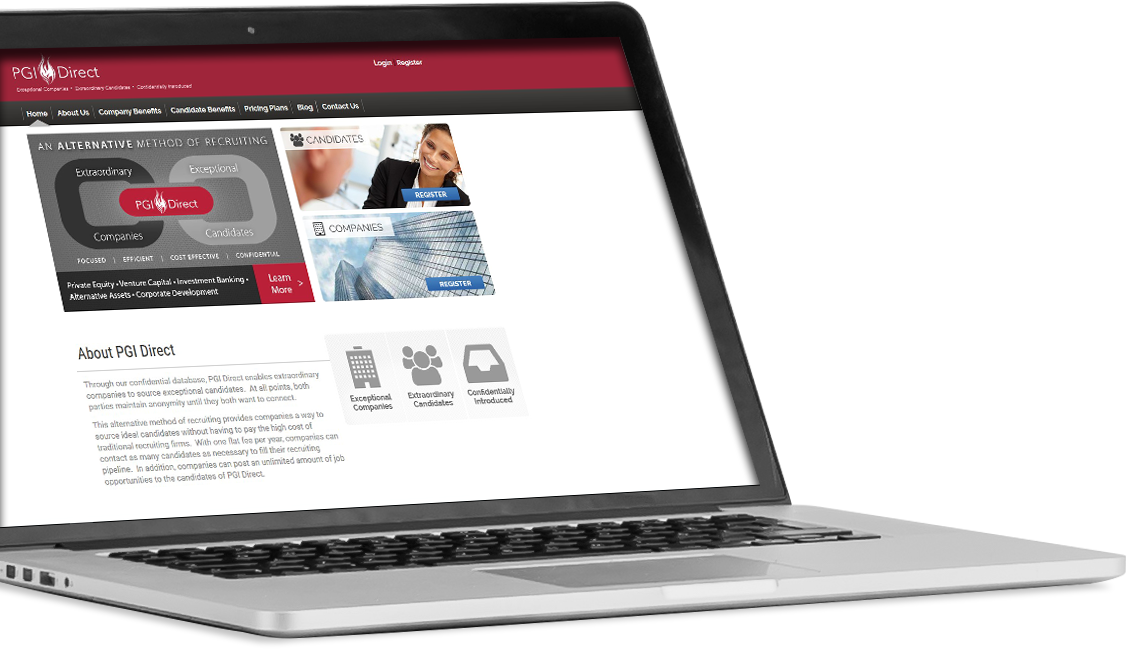 PGI Direct
Exceptional Companies • Extraordinary Candidates • Confidentially Introduced
Login Register
Home About Us Company Benefits Candidate Benefits Pricing Plans Blog Contact Us
AN ALTERNATIVE METHOD OF RECRUITING
Extraordinary
Exceptional
PGI Direct
Companies
Candidates
FOCUSED | EFFICIENT | COST EFFECTIVE | CONFIDENTIAL
Private Equity • Venture Capital • Investment Banking •
Alternative Assets • Corporate Development
Learn
More >
CANDIDATES
REGISTER
COMPANIES
REGISTER
About PGI Direct
Through our confidential database, PGI Direct enables extraordinary
companies to source exceptional candidates. At all points, both
parties maintain anonymity until they both want to connect.
This alternative method of recruiting provides companies a way to
source ideal candidates without having to pay the high cost of
traditional recruiting firms. With one flat fee per year, companies can
contact as many candidates as necessary to fill their recruiting
pipeline. In addition, companies can post an unlimited amount of job
opportunities to the candidates of PGI Direct.
Exceptional
Companies
Extraordinary
Candidates
Confidentially
Introduced